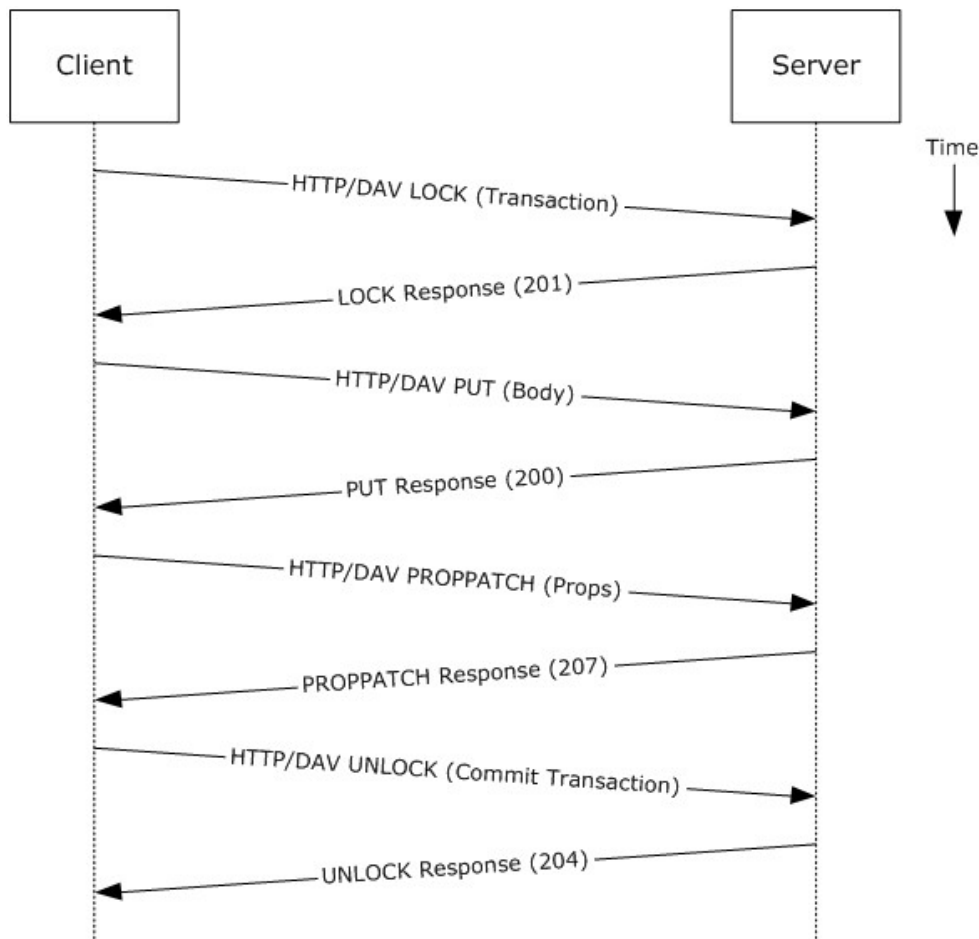 Client
Server
Time
HTTP/DAV LOCK (Transaction)
LOCK Response (201)
HTTP/DAV PUT (Body)
PUT Response (200)
HTTP/DAV PROPPATCH (Props)
PROPPATCH Response (207)
HTTP/DAV UNLOCK (Commit Transaction)
UNLOCK Response (204)